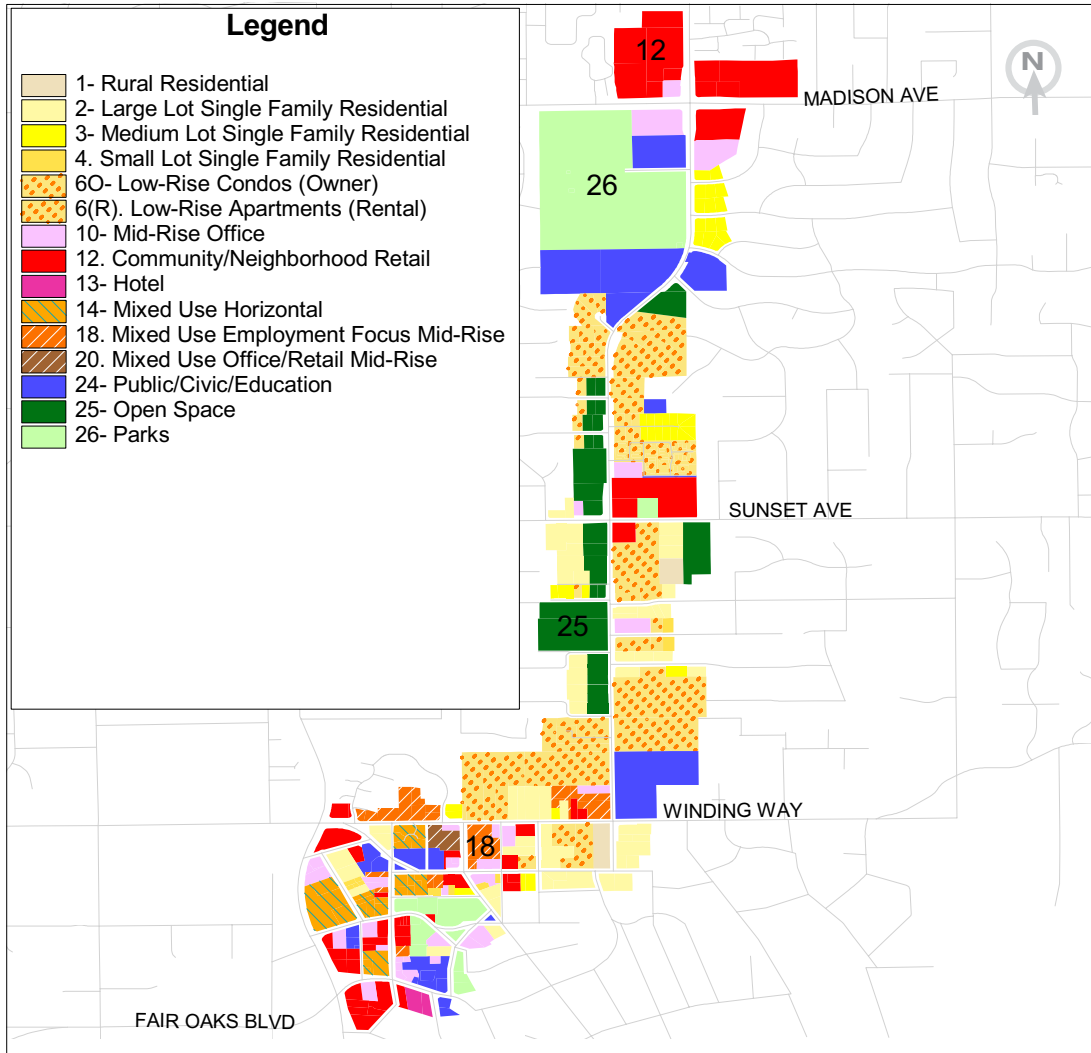 Legend
1- Rural Residential
2- Large Lot Single Family Residential
3- Medium Lot Single Family Residential
4. Small Lot Single Family Residential
6O- Low-Rise Condos (Owner)
6(R). Low-Rise Apartments (Rental)
10- Mid-Rise Office
12. Community/Neighborhood Retail
13- Hotel
14- Mixed Use Horizontal
18. Mixed Use Employment Focus Mid-Rise
20. Mixed Use Office/Retail Mid-Rise
24- Public/Civic/Education
25- Open Space
26- Parks
12
N
MADISON AVE
26
SUNSET AVE
25
WINDING WAY
18
FAIR OAKS BLVD